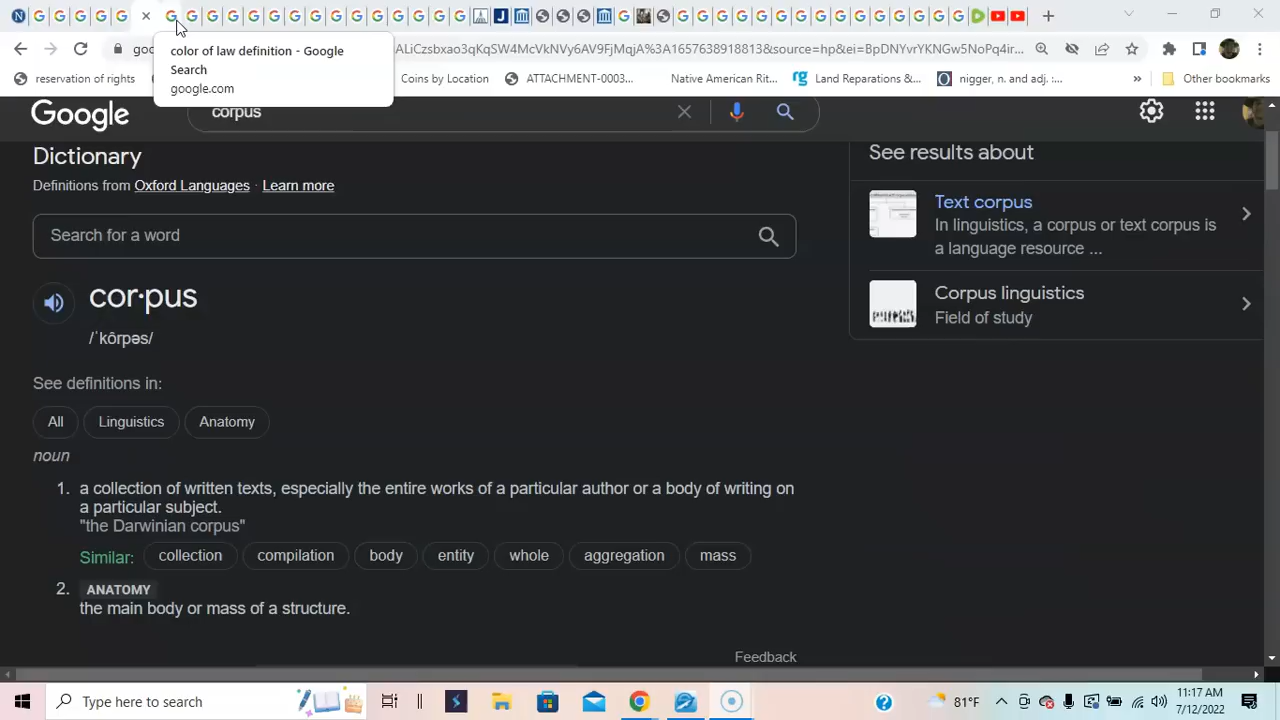 color of law definition - Google
Search
google.com
goo
ALiCzsbxao3qKqSW4McVkNVy6AV9FjMqjA%3A1657638918813&source=hp&ei=BpDNYvrYKNGw5NoPq4ir...
reservation of rights
Coins by Location
ATTACHMENT-0003...
Native American Rit...
Land Reparations &...
nigger, n. and adj. :...
»
Other bookmarks
Google
corpus
Dictionary
Definitions from Oxford Languages · Learn more
Search for a word
cor·pus
/ˈkôrpəs/
See definitions in:
All Linguistics Anatomy
noun
1. a collection of written texts, especially the entire works of a particular author or a body of writing on
a particular subject.
"the Darwinian corpus"
Similar: collection compilation body entity whole aggregation mass
2. ANATOMY
the main body or mass of a structure.
Feedback
See results about
Text corpus
In linguistics, a corpus or text corpus is
a language resource ...
Corpus linguistics
Field of study
Type here to search
81°F
11:17 AM
7/12/2022